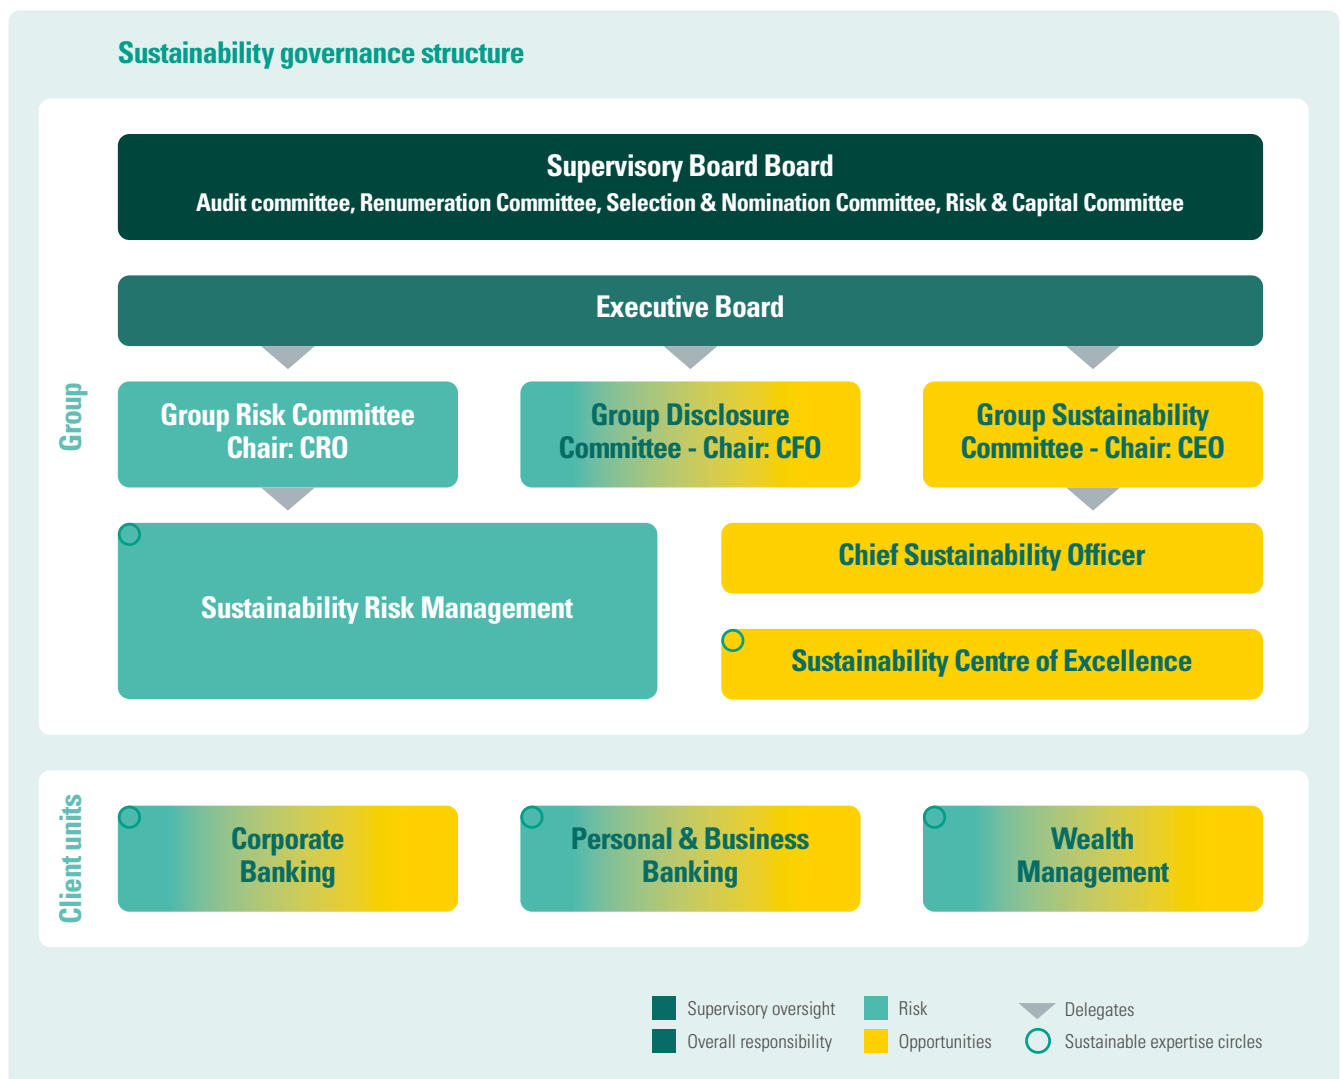 Sustainability governance structure
Supervisory Board Board
Audit committee, Renumeration Committee, Selection & Nomination Committee, Risk & Capital Committee
Executive Board
Group
Group Risk Committee
Chair: CRO
Group Disclosure
Committee - Chair: CFO
Group Sustainability
Committee - Chair: CEO
Sustainability Risk Management
Chief Sustainability Officer
Sustainability Centre of Excellence
Client units
Corporate
Banking
Personal & Business
Banking
Wealth
Management
Supervisory oversight
Risk
Delegates
Overall responsibility
Opportunities
Sustainable expertise circles